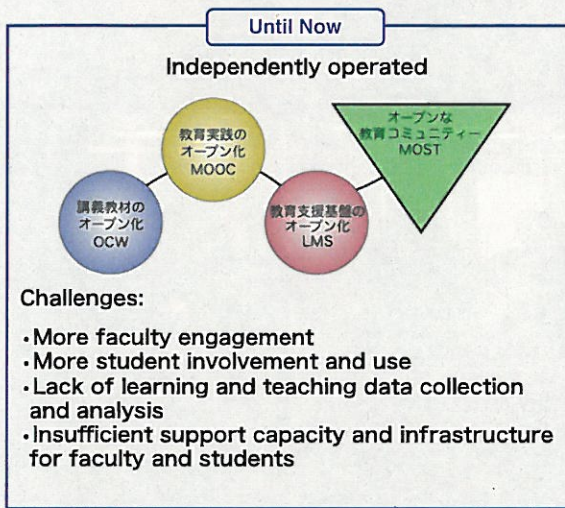 Until Now
Independently operated
教育実践の
オープン化
MOOC
オープンな
教育コミュニティー
MOST
講義教材の
オープン化
OCW
教育支援基盤の
オープン化
LMS
Challenges:
・More faculty engagement
・More student involvement and use
・Lack of learning and teaching data collection
and analysis
・Insufficient support capacity and infrastructure
for faculty and students